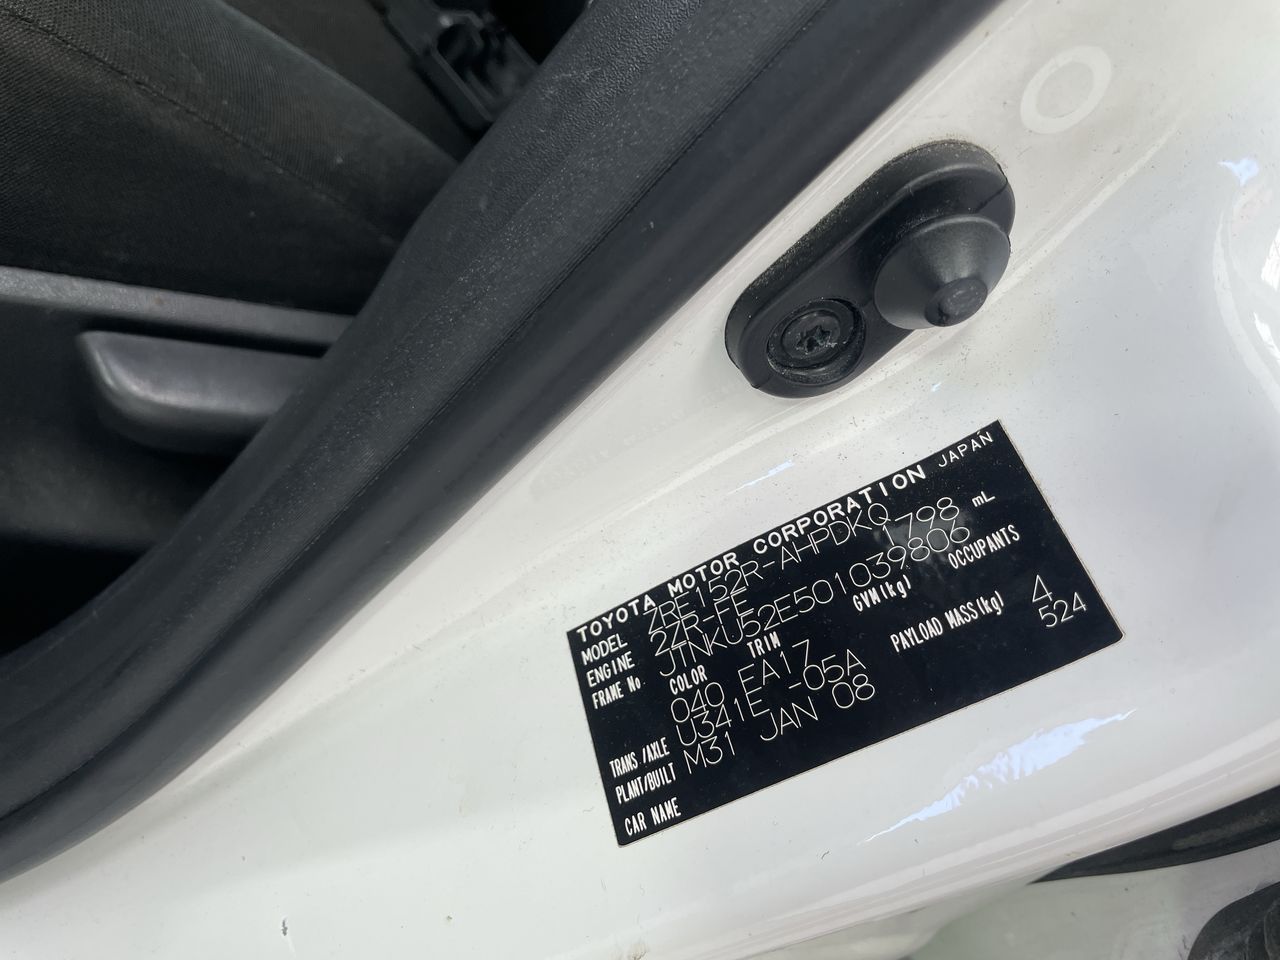 TOYOTA MOTOR CORPORATION JAPAN
MODEL ZRE152R-AHPDKQ
ENGINE 2ZR-FE 1798 mL
FRAME No. JTNKU52E501039806
COLOR TRIM GVM(kg) OCCUPANTS
040 FA17 4
TRANS./AXLE U341E -05A PAYLOAD MASS(kg) 524
PLANT/BUILT M31 JAN 08
CAR NAME